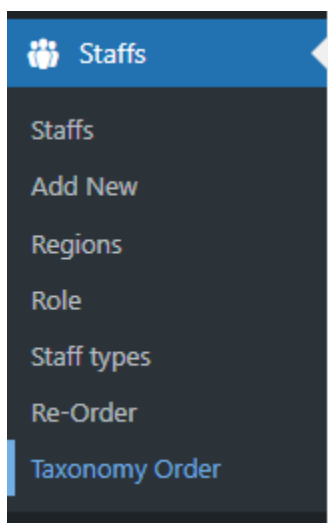 Staffs
Staffs
Add New
Regions
Role
Staff types
Re-Order
Taxonomy Order